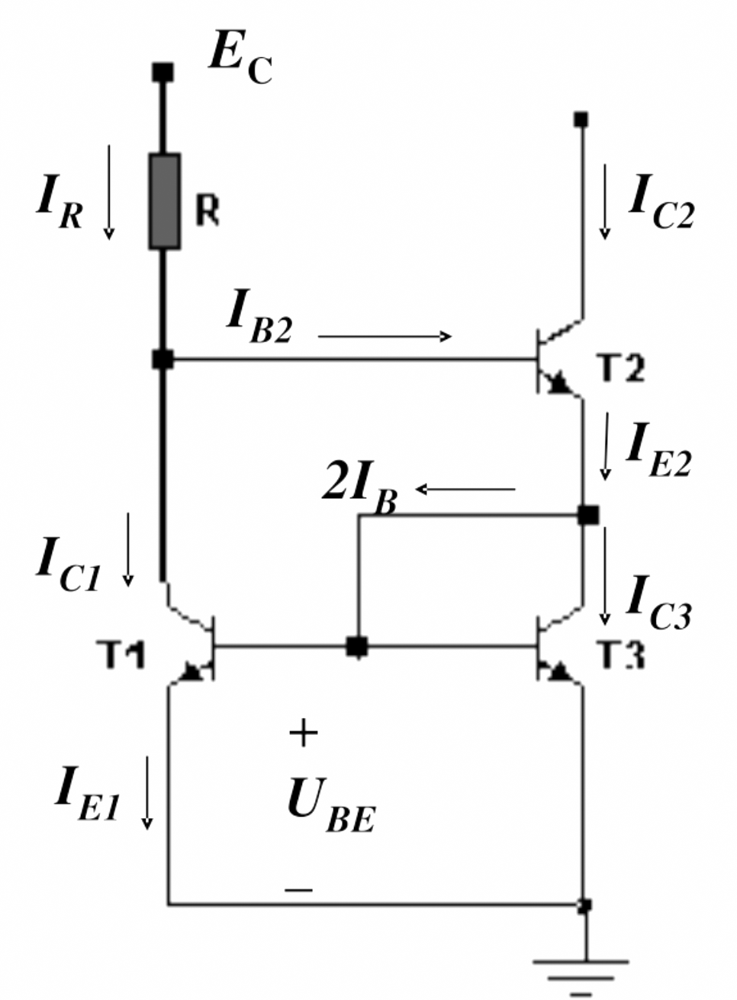 E_C
I_R
R
I_C2
I_B2
T2
I_E2
2I_B
I_C1
I_C3
T1
T3
+
I_E1
U_BE
−